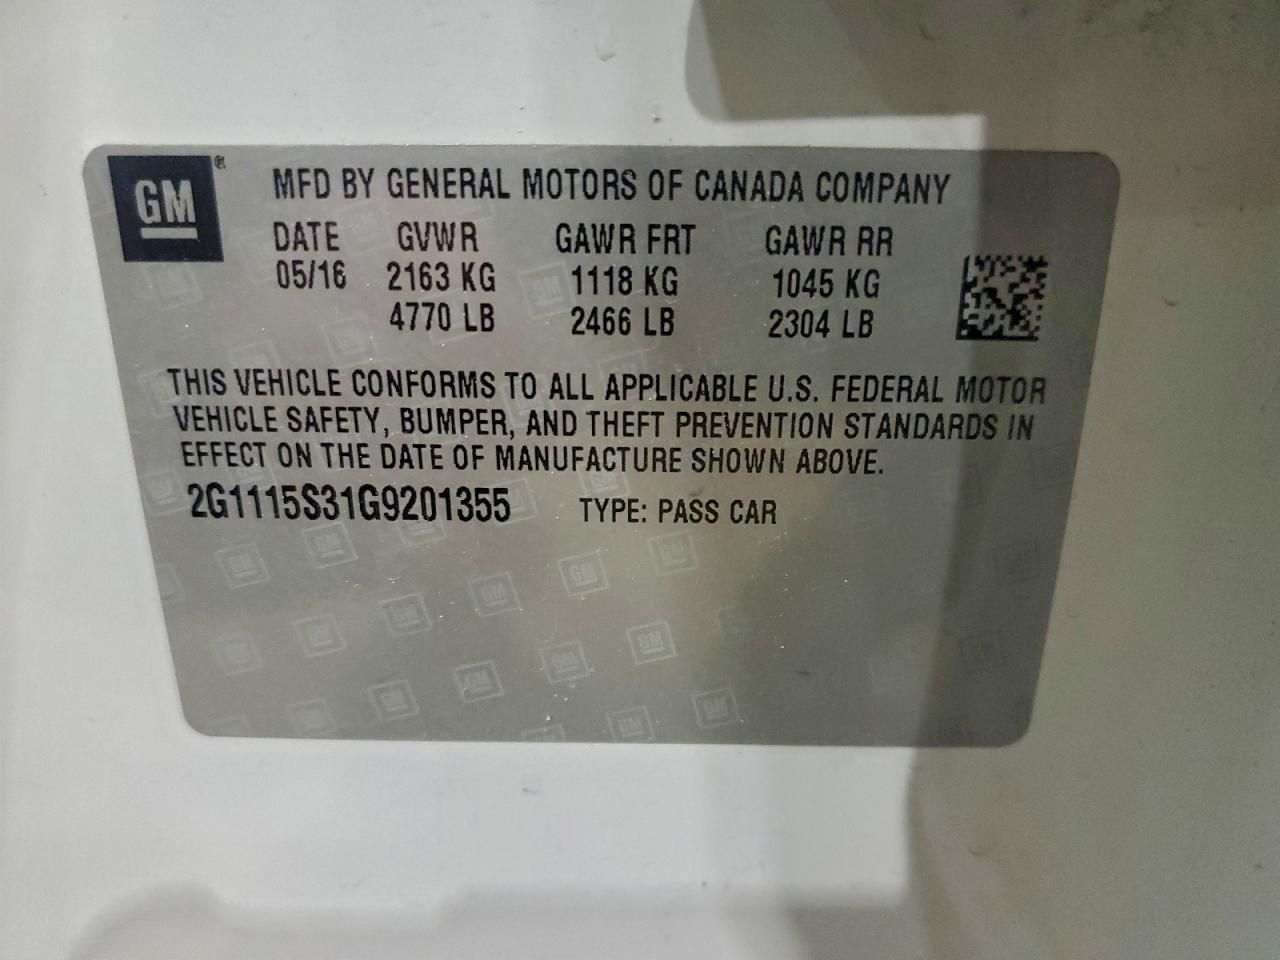 GM®
MFD BY GENERAL MOTORS OF CANADA COMPANY
DATE GVWR GAWR FRT GAWR RR
05/16 2163 KG 1118 KG 1045 KG
4770 LB 2466 LB 2304 LB
THIS VEHICLE CONFORMS TO ALL APPLICABLE U.S. FEDERAL MOTOR
VEHICLE SAFETY, BUMPER, AND THEFT PREVENTION STANDARDS IN
EFFECT ON THE DATE OF MANUFACTURE SHOWN ABOVE.
2G1115S31G9201355 TYPE: PASS CAR